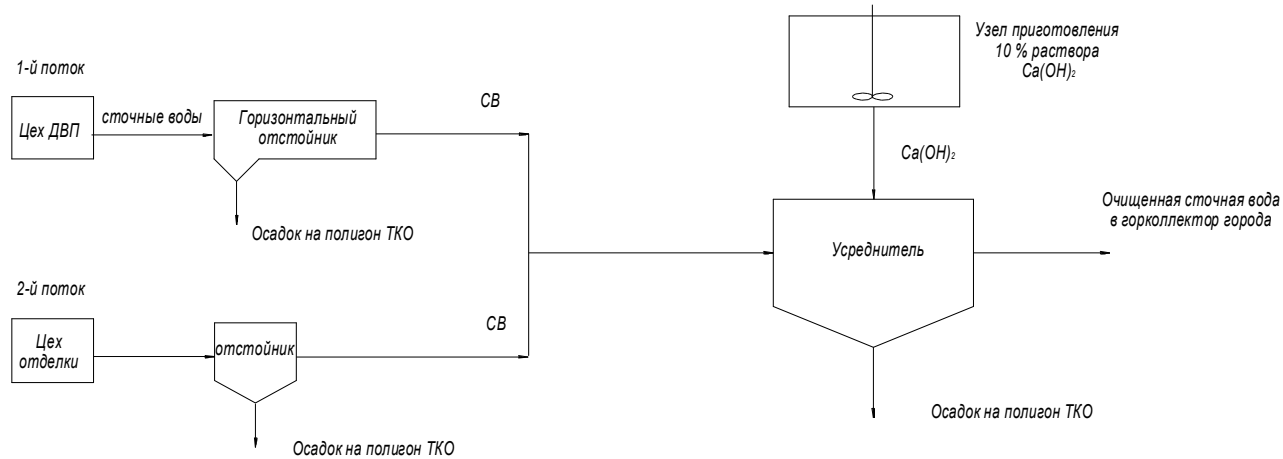 1-й поток
Цех ДВП
сточные воды
Горизонтальный
отстойник
СВ
Осадок на полигон ТКО
2-й поток
Цех
отделки
отстойник
СВ
Осадок на полигон ТКО
Узел приготовления
10 % раствора
Ca(OH)₂
Ca(OH)₂
Усреднитель
Очищенная сточная вода
в горколлектор города
Осадок на полигон ТКО